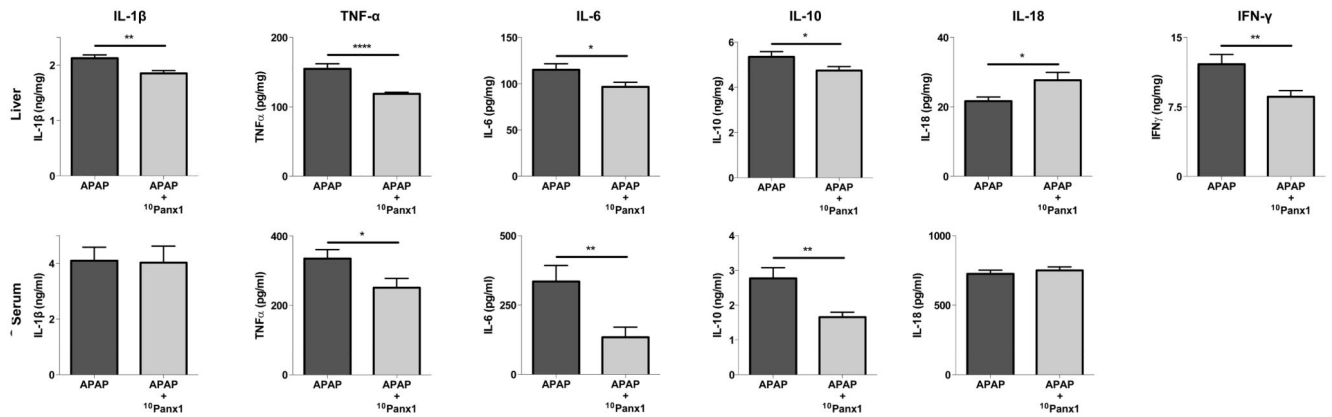 IL-1β
TNF-α
IL-6
IL-10
IL-18
IFN-γ
Liver
IL-1β (ng/mg)
3
2
1
0
**
APAP
APAP
+
¹⁰Panx1
TNFα (pg/mg)
200
150
100
50
0
****
APAP
APAP
+
¹⁰Panx1
IL-6 (pg/mg)
150
100
50
0
*
APAP
APAP
+
¹⁰Panx1
IL-10 (pg/mg)
6
4
2
0
*
APAP
APAP
+
¹⁰Panx1
IL-18 (pg/mg)
40
20
0
*
APAP
APAP
+
¹⁰Panx1
IFNγ (ng/mg)
15
7.5
0
**
APAP
APAP
+
¹⁰Panx1
Serum
IL-1β (ng/ml)
4
2
0
APAP
APAP
+
¹⁰Panx1
TNFα (pg/ml)
400
200
0
*
APAP
APAP
+
¹⁰Panx1
IL-6 (pg/ml)
500
250
0
**
APAP
APAP
+
¹⁰Panx1
IL-10 (ng/ml)
4
3
2
1
0
**
APAP
APAP
+
¹⁰Panx1
IL-18 (pg/ml)
1000
500
0
APAP
APAP
+
¹⁰Panx1